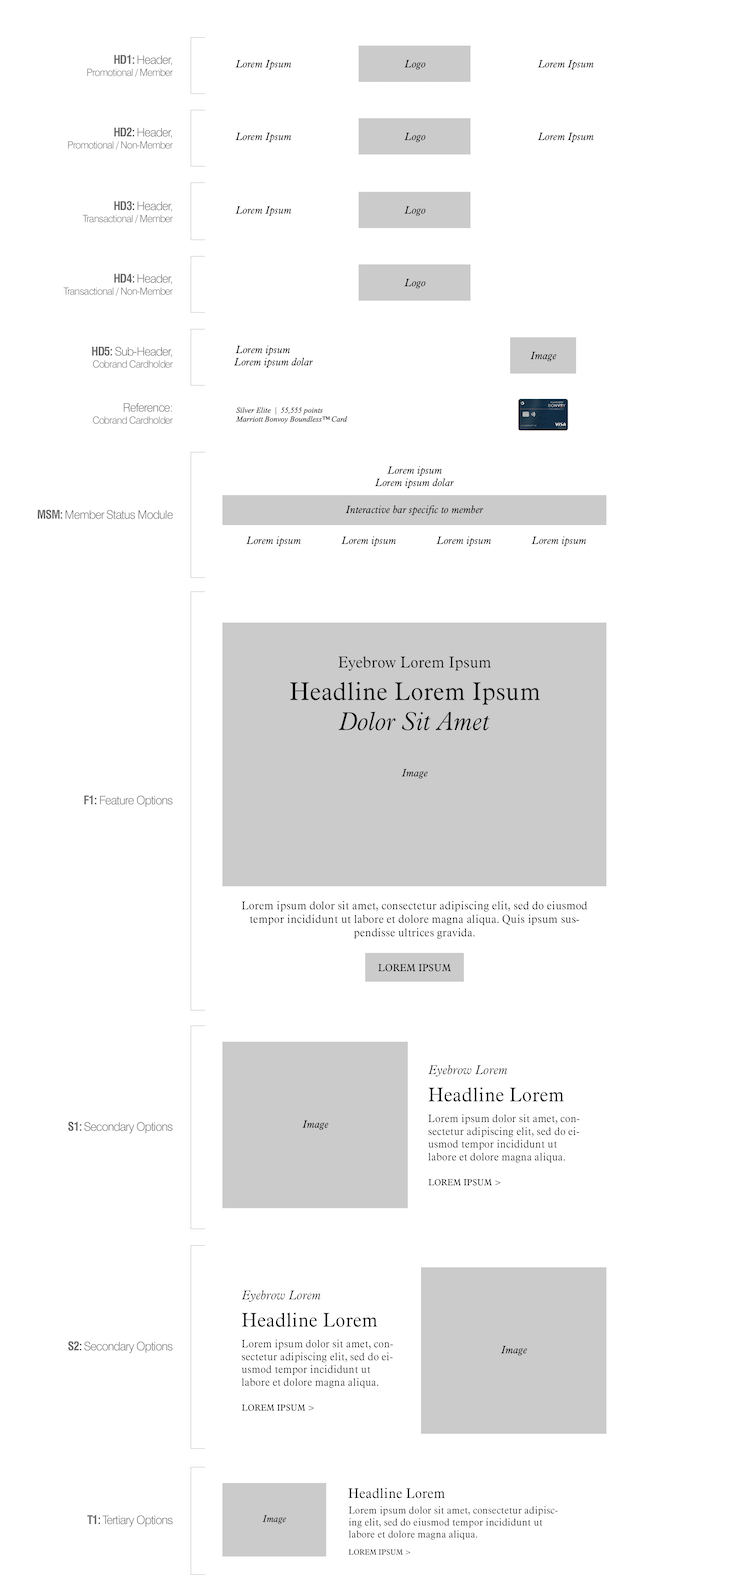 HD1: Header,
Promotional / Member
Lorem Ipsum
Logo
Lorem Ipsum
HD2: Header,
Promotional / Non-Member
Lorem Ipsum
Logo
Lorem Ipsum
HD3: Header,
Transactional / Member
Lorem Ipsum
Logo
HD4: Header,
Transactional / Non-Member
Logo
HD5: Sub-Header,
Cobrand Cardholder
Lorem ipsum
Lorem ipsum dolar
Image
Reference:
Cobrand Cardholder
Silver Elite | 55,555 points
Marriott Bonvoy Boundless™ Card
BONVOY
VISA
MSM: Member Status Module
Lorem ipsum
Lorem ipsum dolar
Interactive bar specific to member
Lorem ipsum
Lorem ipsum
Lorem ipsum
Lorem ipsum
F1: Feature Options
Eyebrow Lorem Ipsum
Headline Lorem Ipsum
Dolor Sit Amet
Image
Lorem ipsum dolor sit amet, consectetur adipiscing elit, sed do eiusmod
tempor incididunt ut labore et dolore magna aliqua. Quis ipsum sus-
pendisse ultrices gravida.
LOREM IPSUM
S1: Secondary Options
Image
Eyebrow Lorem
Headline Lorem
Lorem ipsum dolor sit amet, con-
sectetur adipiscing elit, sed do ei-
usmod tempor incididunt ut
labore et dolore magna aliqua.
LOREM IPSUM >
S2: Secondary Options
Eyebrow Lorem
Headline Lorem
Lorem ipsum dolor sit amet, con-
sectetur adipiscing elit, sed do ei-
usmod tempor incididunt ut
labore et dolore magna aliqua.
LOREM IPSUM >
Image
T1: Tertiary Options
Image
Headline Lorem
Lorem ipsum dolor sit amet, consectetur adipisc-
ing elit, sed do eiusmod tempor incididunt ut
labore et dolore magna aliqua.
LOREM IPSUM >